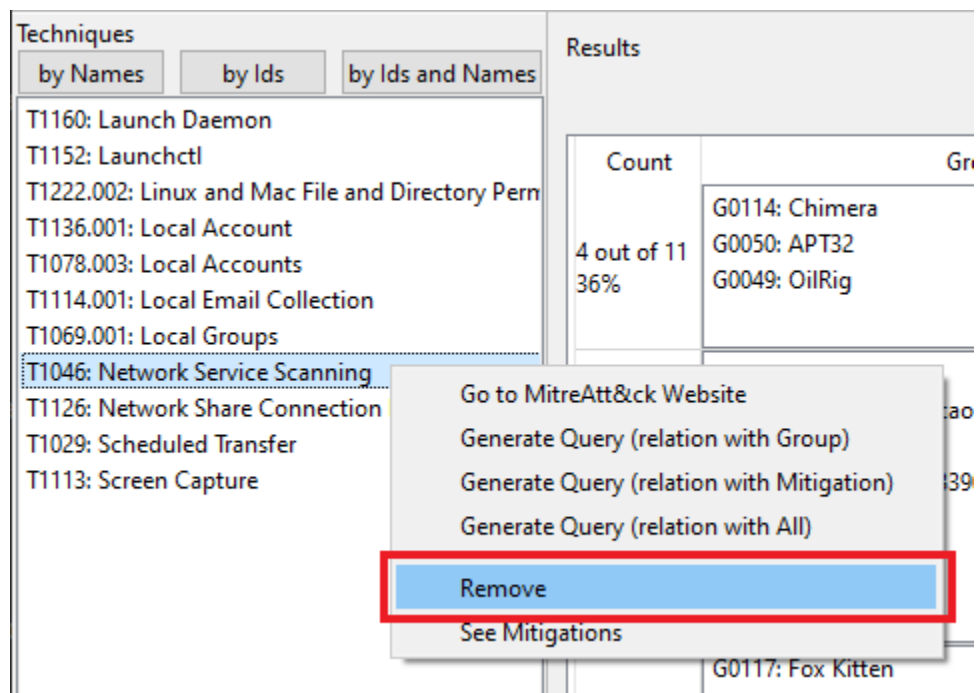 Techniques
by Names
by Ids
by Ids and Names
T1160: Launch Daemon
T1152: Launchctl
T1222.002: Linux and Mac File and Directory
T1136.001: Local Account
T1078.003: Local Accounts
T1114.001: Local Email Collection
T1069.001: Local Groups
T1046: Network Service Scanning
T1126: Network Share Connection
T1029: Scheduled Transfer
T1113: Screen Capture
Results
Count
4 out of 11
36%
G0114: Chimera
G0050: APT32
G0049: OilRig
Go to MitreAtt&ck Website
Generate Query (relation with Group)
Generate Query (relation with Mitigation)
Generate Query (relation with All)
Remove
See Mitigations
G0117: Fox Kitten